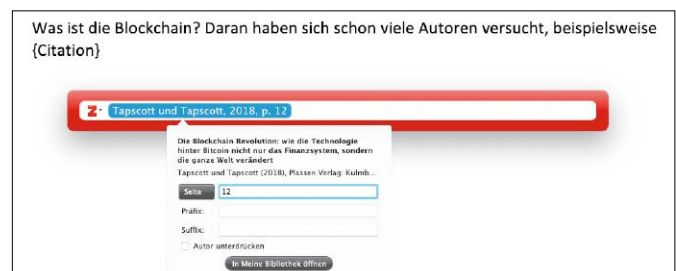 Was ist die Blockchain? Daran haben sich schon viele Autoren versucht, beispielsweise
{Citation}
Z Tapscott und Tapscott, 2018, p. 12
Die Blockchain Revolution: wie die Technologie
hinter Bitcoin nicht nur das Finanzsystem, sondern
die ganze Welt verändert
Tapscott und Tapscott (2018), Plassen Verlag: Kulmb...
Seite 12
Präfix:
Suffix:
Autor unterdrücken
In Meine Bibliothek öffnen